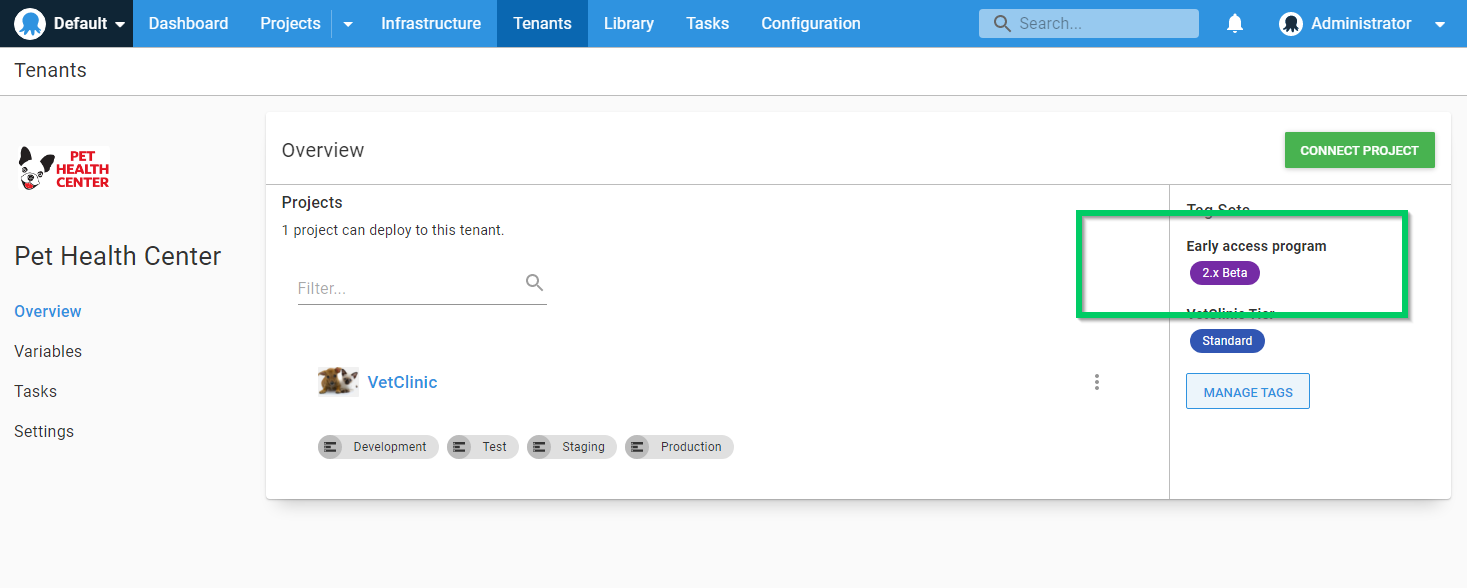 Default Dashboard Projects Infrastructure Tenants Library Tasks Configuration Search... Administrator
Tenants
PET
HEALTH
CENTER
Pet Health Center
Overview
Variables
Tasks
Settings
Overview
CONNECT PROJECT
Projects
1 project can deploy to this tenant.
Filter...
VetClinic
Development Test Staging Production
Tag Sets
Early access program
2.x Beta
VetClinic Tier
Standard
MANAGE TAGS